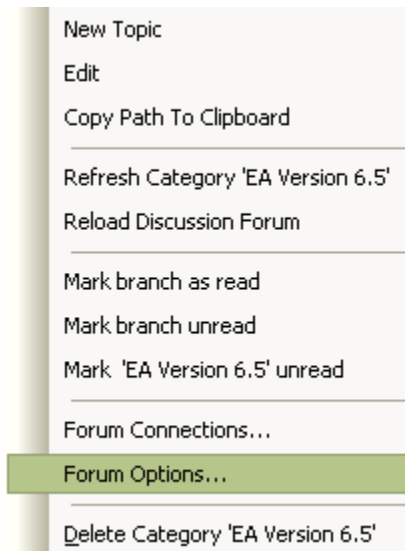 New Topic
Edit
Copy Path To Clipboard
Refresh Category 'EA Version 6.5'
Reload Discussion Forum
Mark branch as read
Mark branch unread
Mark 'EA Version 6.5' unread
Forum Connections...
Forum Options...
Delete Category 'EA Version 6.5'